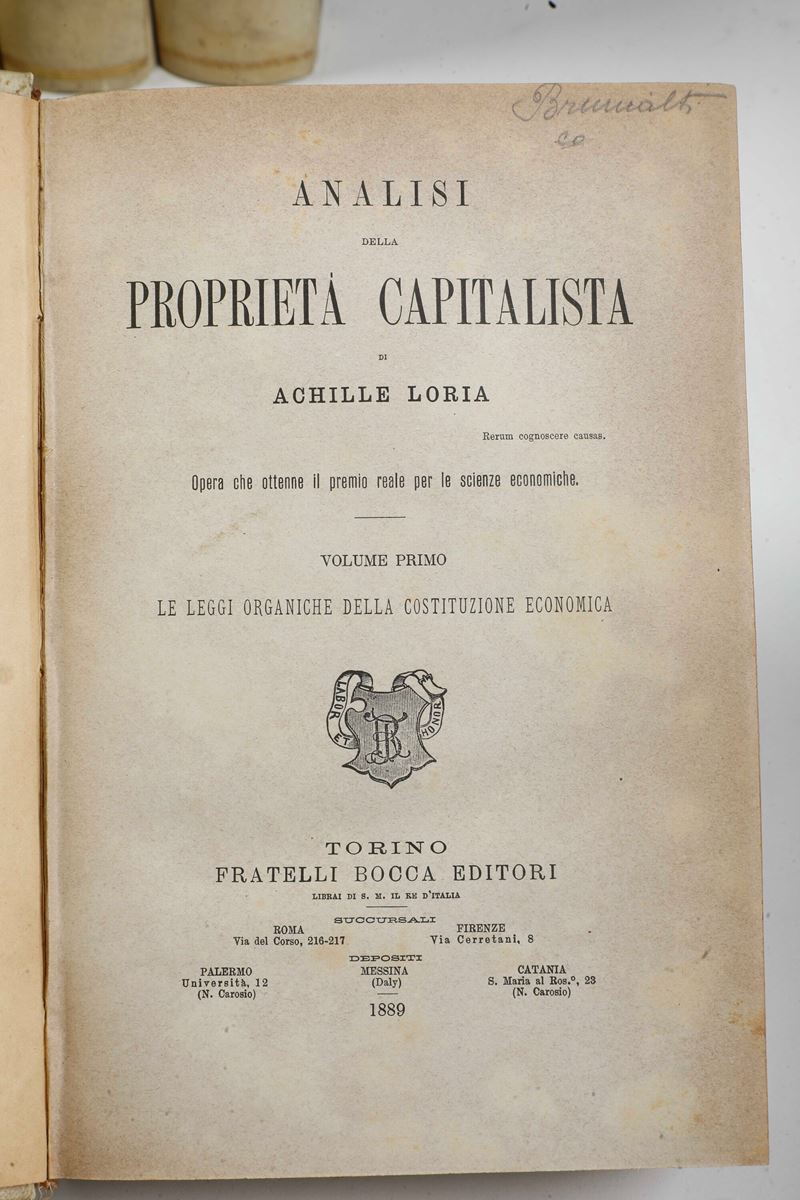 Brunialti
ANALISI
DELLA
PROPRIETÀ CAPITALISTA
DI
ACHILLE LORIA
Rerum cognoscere causas.
Opera che ottenne il premio reale per le scienze economiche.
VOLUME PRIMO
LE LEGGI ORGANICHE DELLA COSTITUZIONE ECONOMICA
LABOR ET HONOR
TORINO
FRATELLI BOCCA EDITORI
LIBRAI DI S. M. IL RE D'ITALIA
SUCCURSALI
ROMA FIRENZE
Via del Corso, 216-217 Via Cerretani, 8
DEPOSITI
PALERMO MESSINA CATANIA
Università, 12 (Daly) S. Maria al Ros.º, 23
(N. Carosio) (N. Carosio)
1889